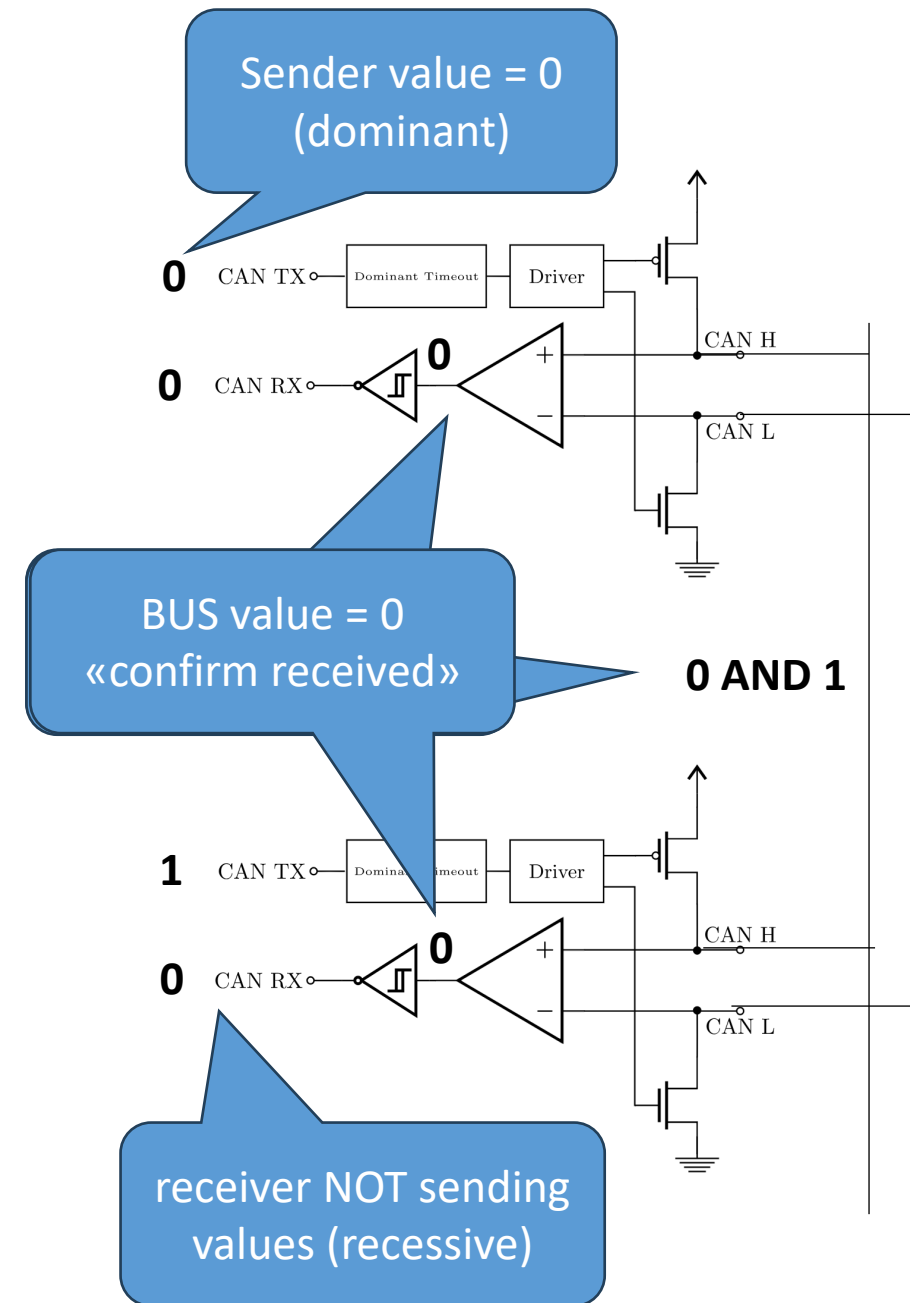 Sender value = 0
(dominant)
0 CAN TX Dominant Timeout Driver
CAN H
0 CAN RX 0 + −
CAN L
BUS value = 0
«confirm received»
0 AND 1
1 CAN TX Dominant Timeout Driver
CAN H
0 CAN RX 0 + −
CAN L
receiver NOT sending
values (recessive)